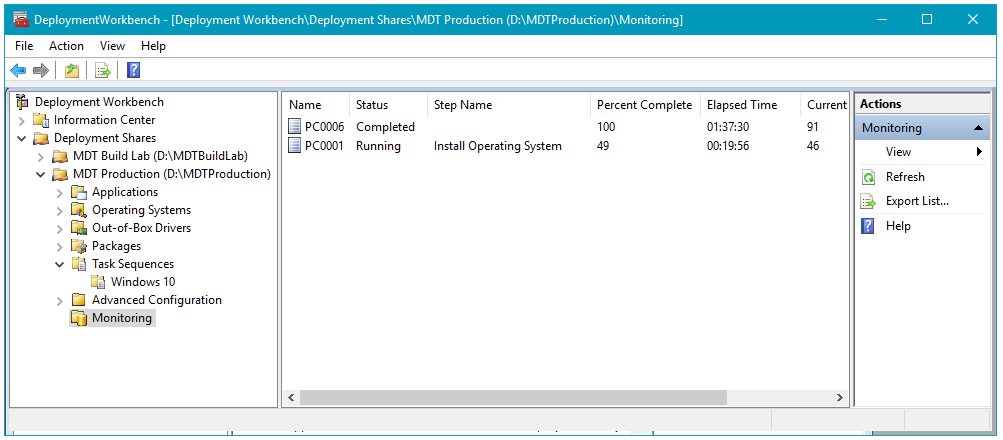 DeploymentWorkbench - [Deployment Workbench\Deployment Shares\MDT Production (D:\MDTProduction)\Monitoring]
File Action View Help
Deployment Workbench
Information Center
Deployment Shares
MDT Build Lab (D:\MDTBuildLab)
MDT Production (D:\MDTProduction)
Applications
Operating Systems
Out-of-Box Drivers
Packages
Task Sequences
Windows 10
Advanced Configuration
Monitoring
Name Status Step Name Percent Complete Elapsed Time Current
PC0006 Completed 100 01:37:30 91
PC0001 Running Install Operating System 49 00:19:56 46
Actions
Monitoring
View
Refresh
Export List...
Help